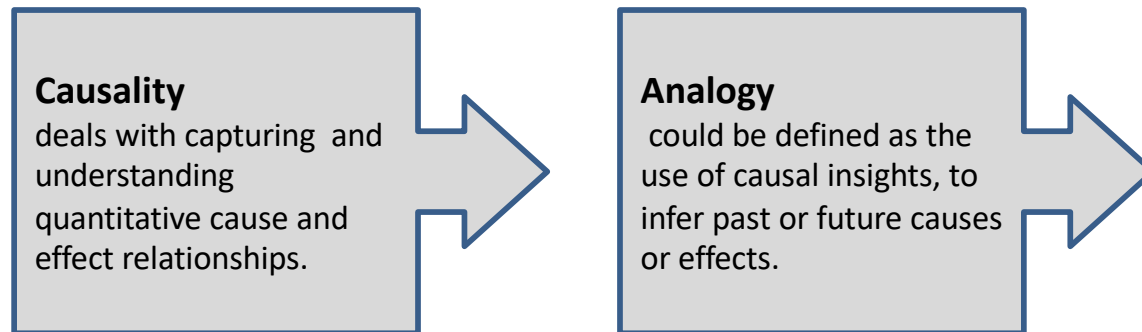 Causality
deals with capturing  and
understanding
quantitative cause and
effect relationships.
Analogy
could be defined as the
use of causal insights, to
infer past or future causes
or effects.